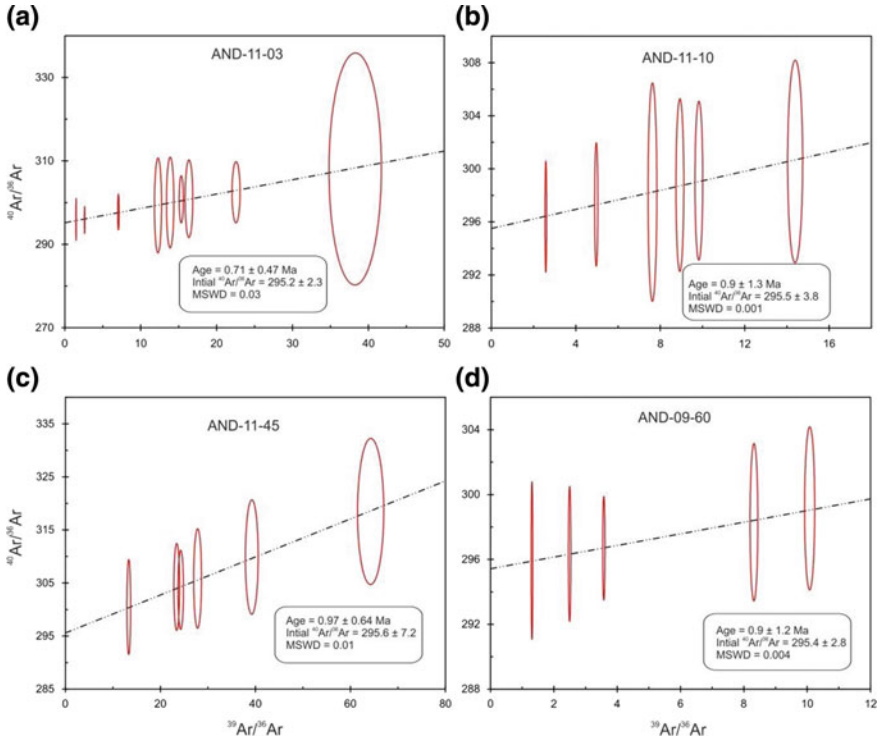 (a)
AND-11-03
⁴⁰Ar/³⁶Ar
330
310
290
270
0
10
20
30
40
50
Age = 0.71 ± 0.47 Ma
Intial ⁴⁰Ar/³⁶Ar = 295.2 ± 2.3
MSWD = 0.03
(b)
AND-11-10
308
304
300
296
292
288
0
4
8
12
16
Age = 0.9 ± 1.3 Ma
Intial ⁴⁰Ar/³⁶Ar = 295.5 ± 3.8
MSWD = 0.001
(c)
AND-11-45
⁴⁰Ar/³⁶Ar
335
325
315
305
295
285
0
20
40
60
80
³⁹Ar/³⁶Ar
Age = 0.97 ± 0.64 Ma
Intial ⁴⁰Ar/³⁶Ar = 295.6 ± 7.2
MSWD = 0.01
(d)
AND-09-60
304
300
296
292
288
0
2
4
6
8
10
12
³⁹Ar/³⁶Ar
Age = 0.9 ± 1.2 Ma
Intial ⁴⁰Ar/³⁶Ar = 295.4 ± 2.8
MSWD = 0.004